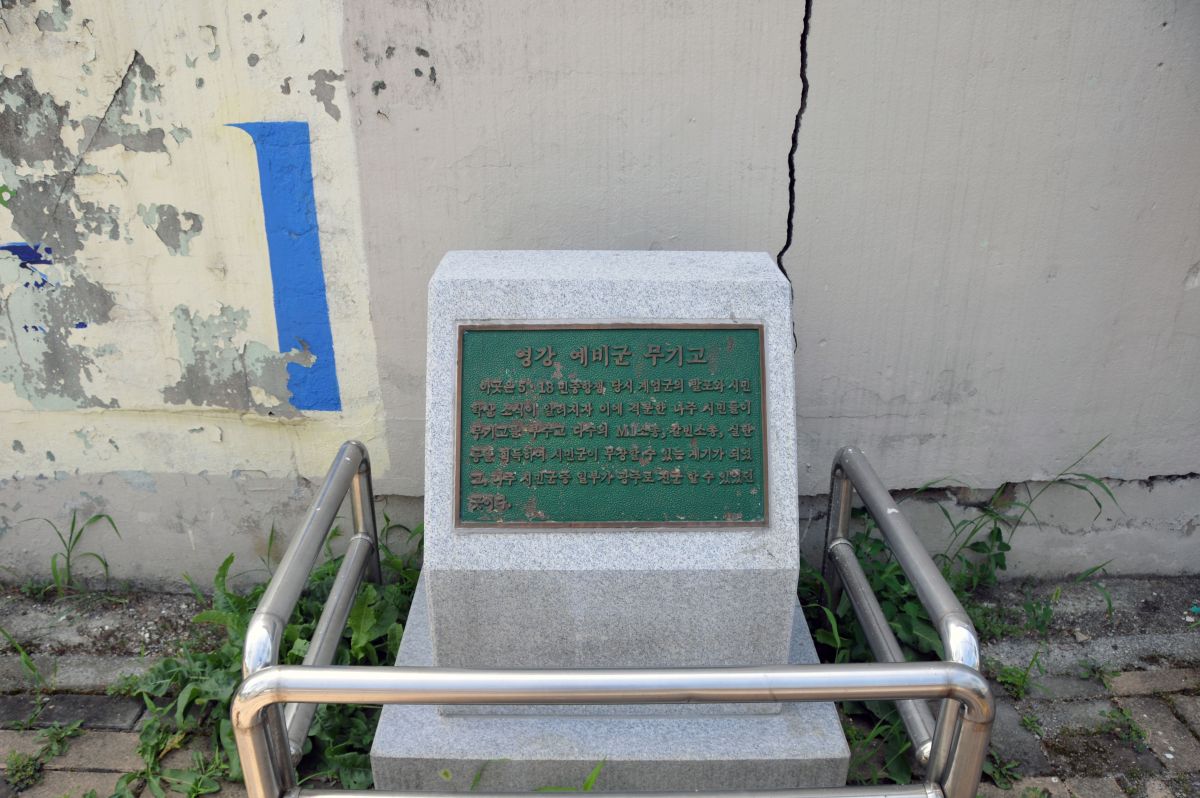 영강 예비군 무기고
이곳은 5·18 민중항쟁 당시 계엄군의 발포와 시민
학살 소식이 알려지자 이에 격분한 나주 시민들이
무기고를 부수고 다수의 M1소총, 칼빈소총, 실탄
등을 획득하여 시민군이 무장할 수 있는 계기가 되었
고, 나주 시민군중 일부가 광주로 진군 할 수 있었던
곳이다.